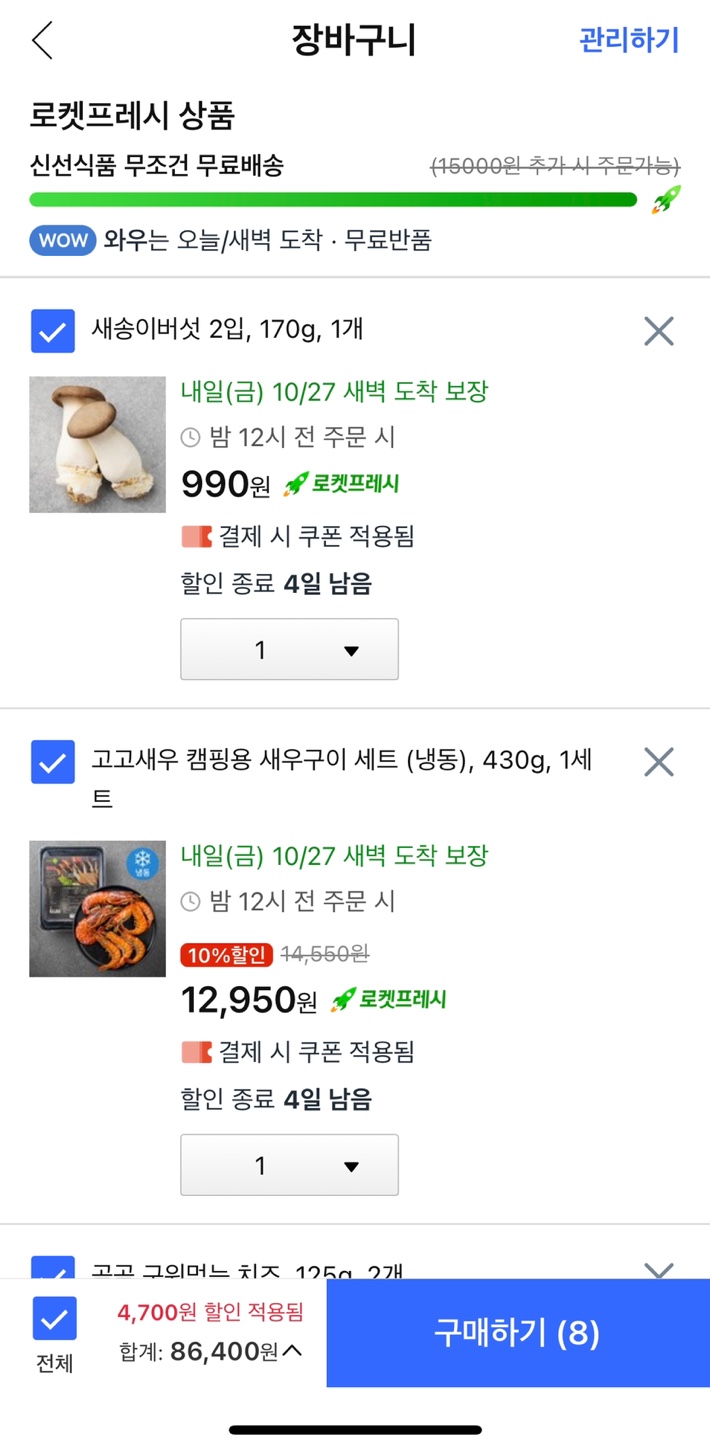 장바구니
관리하기
로켓프레시 상품
신선식품 무조건 무료배송
(15000원 추가 시 주문가능)
WOW 와우는 오늘/새벽 도착 · 무료반품
새송이버섯 2입, 170g, 1개
내일(금) 10/27 새벽 도착 보장
밤 12시 전 주문 시
990원 로켓프레시
결제 시 쿠폰 적용됨
할인 종료 4일 남음
1
고고새우 캠핑용 새우구이 세트 (냉동), 430g, 1세
트
냉동
내일(금) 10/27 새벽 도착 보장
밤 12시 전 주문 시
10%할인 14,550원
12,950원 로켓프레시
결제 시 쿠폰 적용됨
할인 종료 4일 남음
1
곰곰 구워먹는 치즈, 125g, 2개
4,700원 할인 적용됨
전체
합계: 86,400원
구매하기 (8)